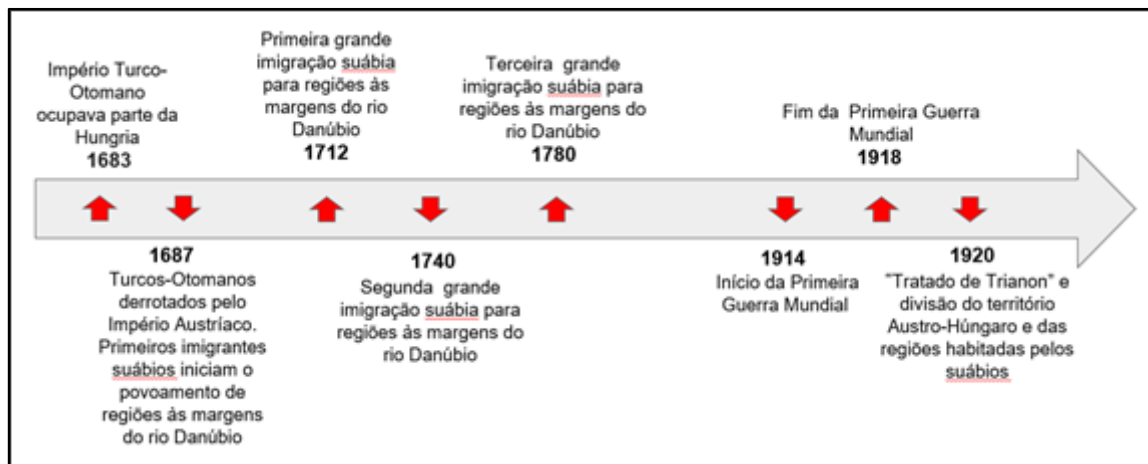 Império Turco-
Otomano
ocupava parte da
Hungria
1683
1687
Turcos-Otomanos
derrotados pelo
Império Austríaco.
Primeiros imigrantes
suábios iniciam o
povoamento de
regiões às margens
do rio Danúbio
Primeira grande
imigração suábia
para regiões às
margens do rio
Danúbio
1712
1740
Segunda grande
imigração suábia para
regiões às margens do
rio Danúbio
Terceira grande
imigração suábia para
regiões às margens do
rio Danúbio
1780
1914
Início da Primeira
Guerra Mundial
Fim da Primeira Guerra
Mundial
1918
1920
"Tratado de Trianon" e
divisão do território
Austro-Húngaro e das
regiões habitadas pelos
suábios